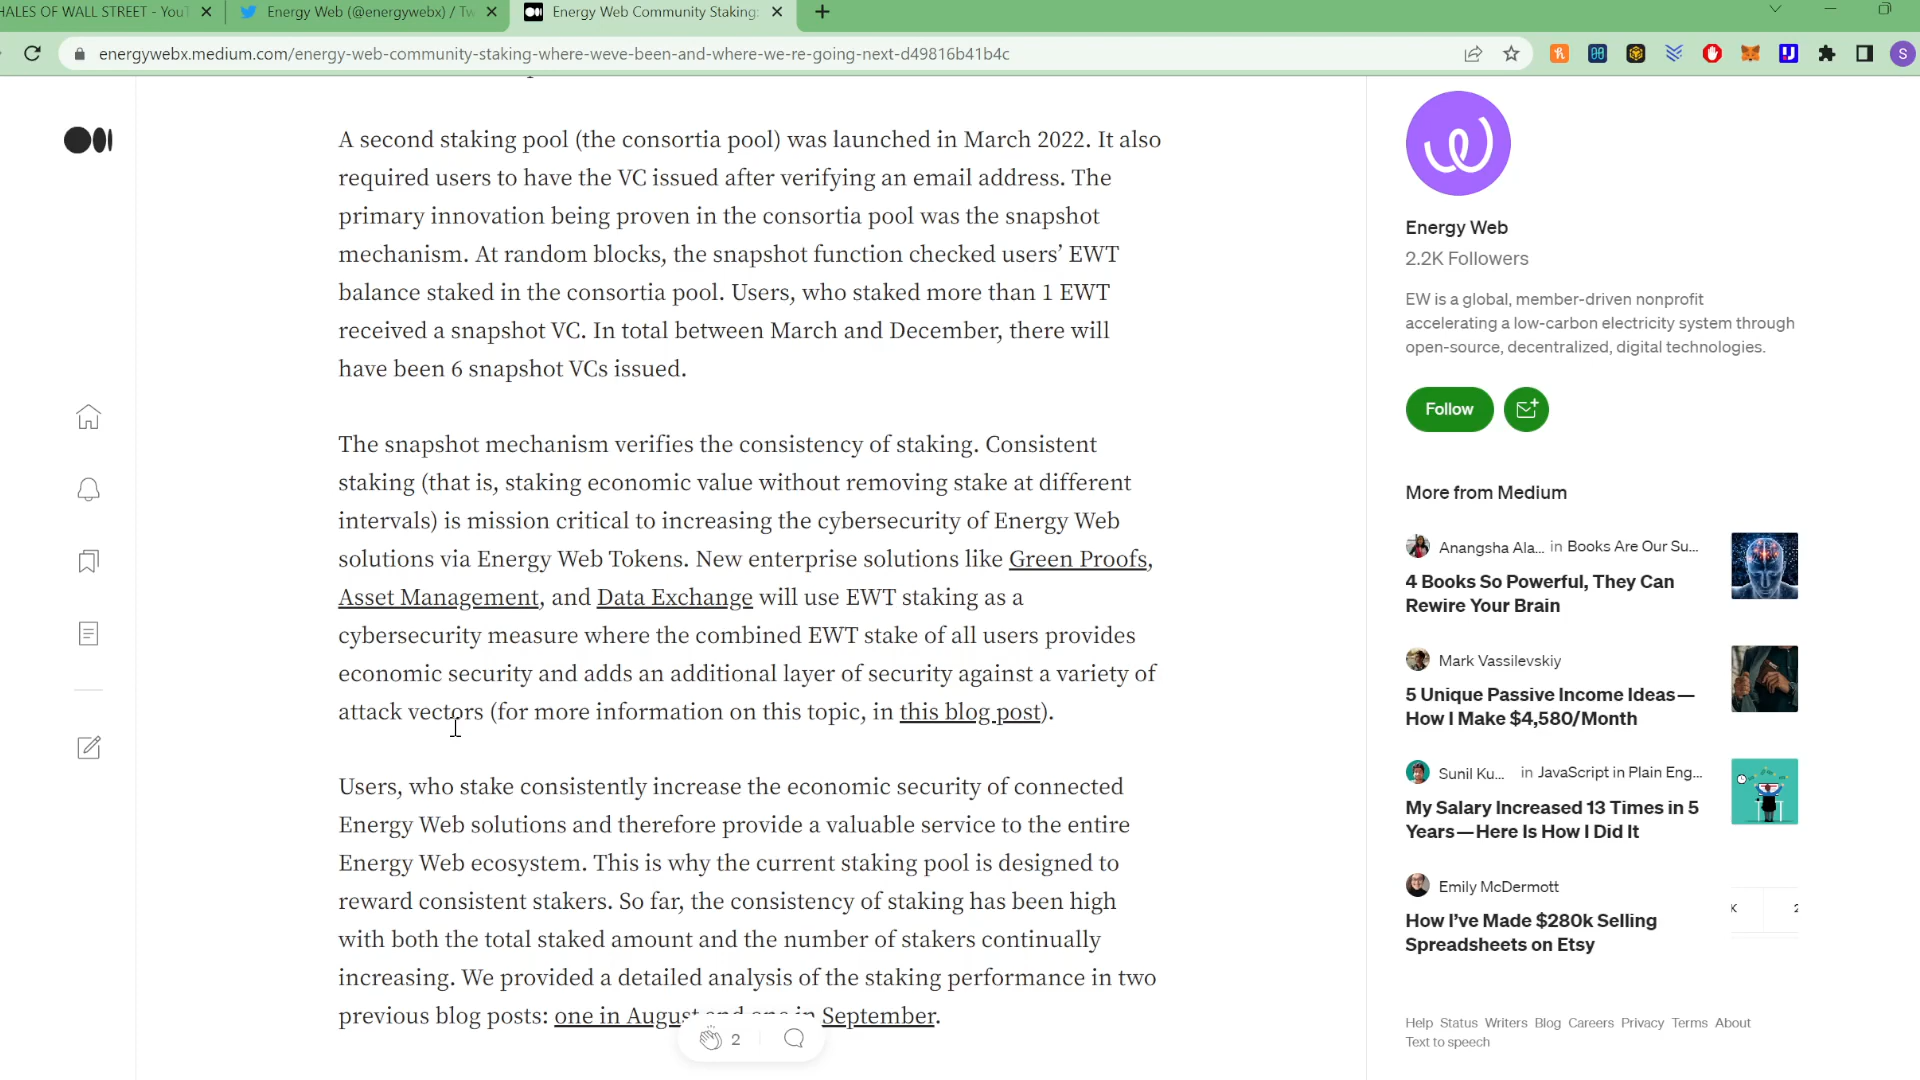 HALES OF WALL STREET - YouT
Energy Web (@energywebx) / Tw
Energy Web Community Staking:
energywebx.medium.com/energy-web-community-staking-where-weve-been-and-where-we-re-going-next-d49816b41b4c
S
A second staking pool (the consortia pool) was launched in March 2022. It also
required users to have the VC issued after verifying an email address. The
primary innovation being proven in the consortia pool was the snapshot
mechanism. At random blocks, the snapshot function checked users’ EWT
balance staked in the consortia pool. Users, who staked more than 1 EWT
received a snapshot VC. In total between March and December, there will
have been 6 snapshot VCs issued.
The snapshot mechanism verifies the consistency of staking. Consistent
staking (that is, staking economic value without removing stake at different
intervals) is mission critical to increasing the cybersecurity of Energy Web
solutions via Energy Web Tokens. New enterprise solutions like Green Proofs,
Asset Management, and Data Exchange will use EWT staking as a
cybersecurity measure where the combined EWT stake of all users provides
economic security and adds an additional layer of security against a variety of
attack vectors (for more information on this topic, in this blog post).
Users, who stake consistently increase the economic security of connected
Energy Web solutions and therefore provide a valuable service to the entire
Energy Web ecosystem. This is why the current staking pool is designed to
reward consistent stakers. So far, the consistency of staking has been high
with both the total staked amount and the number of stakers continually
increasing. We provided a detailed analysis of the staking performance in two
previous blog posts: one in August and one in September.
2
Energy Web
2.2K Followers
EW is a global, member-driven nonprofit
accelerating a low-carbon electricity system through
open-source, decentralized, digital technologies.
Follow
More from Medium
Anangsha Ala... in Books Are Our Su...
4 Books So Powerful, They Can
Rewire Your Brain
Mark Vassilevskiy
5 Unique Passive Income Ideas —
How I Make $4,580/Month
Sunil Ku... in JavaScript in Plain Eng...
My Salary Increased 13 Times in 5
Years — Here Is How I Did It
Emily McDermott
How I’ve Made $280k Selling
Spreadsheets on Etsy
K 2
Help Status Writers Blog Careers Privacy Terms About
Text to speech